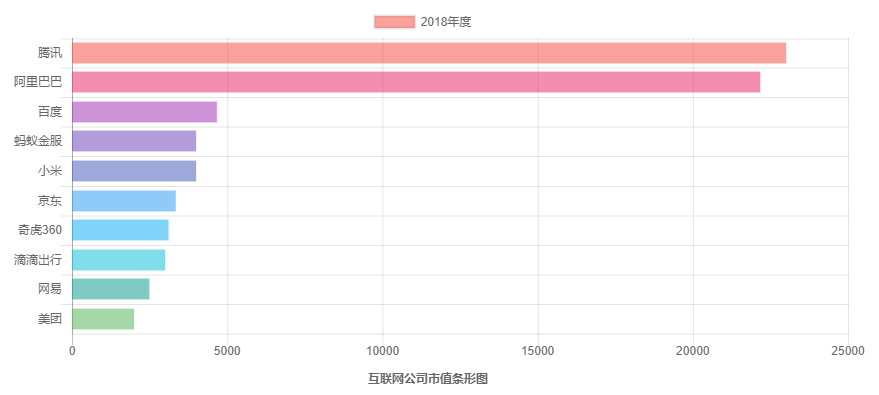 2018年度
腾讯
阿里巴巴
百度
蚂蚁金服
小米
京东
奇虎360
滴滴出行
网易
美团
0 5000 10000 15000 20000 25000
互联网公司市值条形图